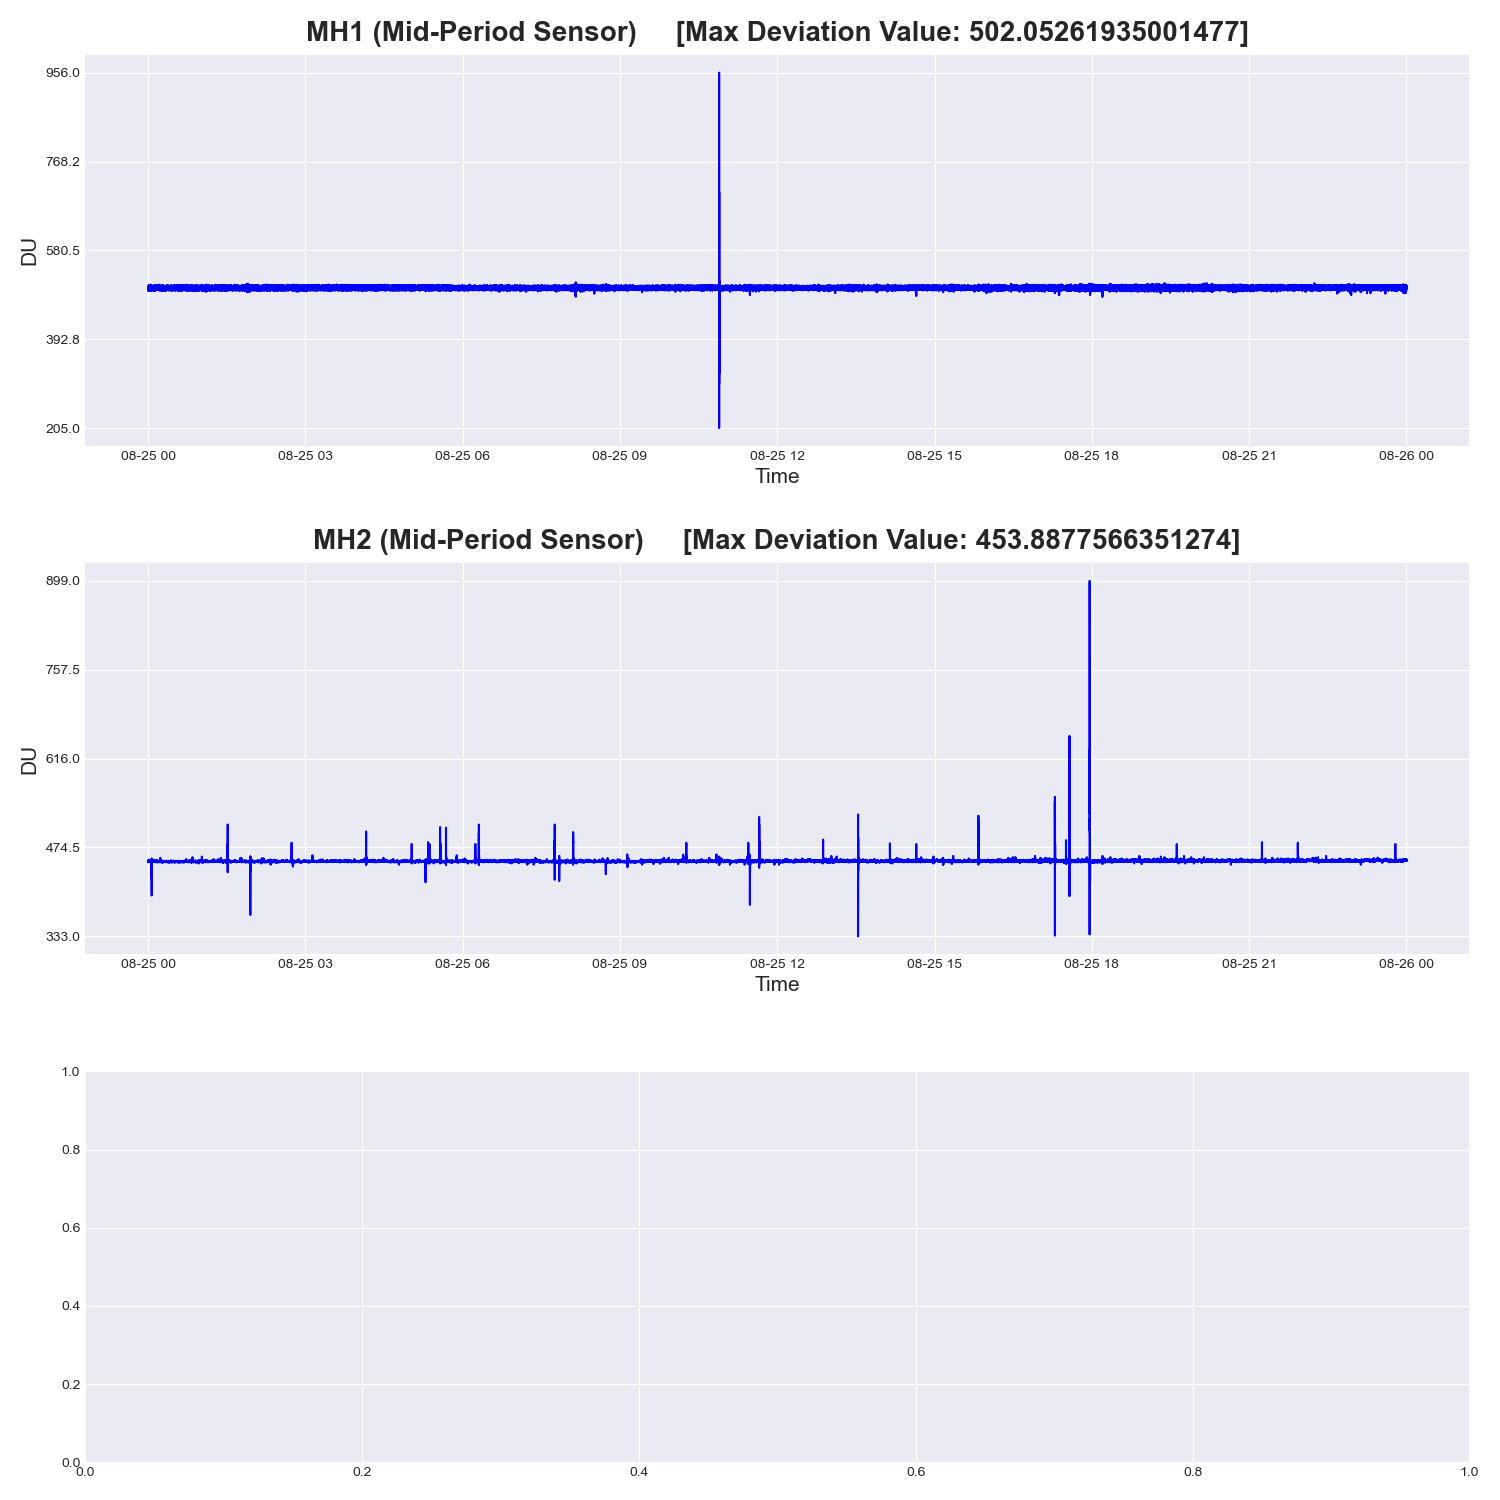 MH1 (Mid-Period Sensor) [Max Deviation Value: 502.05261935001477]
956.0
768.2
580.5
392.8
205.0
DU
08-25 00 08-25 03 08-25 06 08-25 09 08-25 12 08-25 15 08-25 18 08-25 21 08-26 00
Time
MH2 (Mid-Period Sensor) [Max Deviation Value: 453.8877566351274]
899.0
757.5
616.0
474.5
333.0
DU
08-25 00 08-25 03 08-25 06 08-25 09 08-25 12 08-25 15 08-25 18 08-25 21 08-26 00
Time
1.0
0.8
0.6
0.4
0.2
0.0
0.0 0.2 0.4 0.6 0.8 1.0